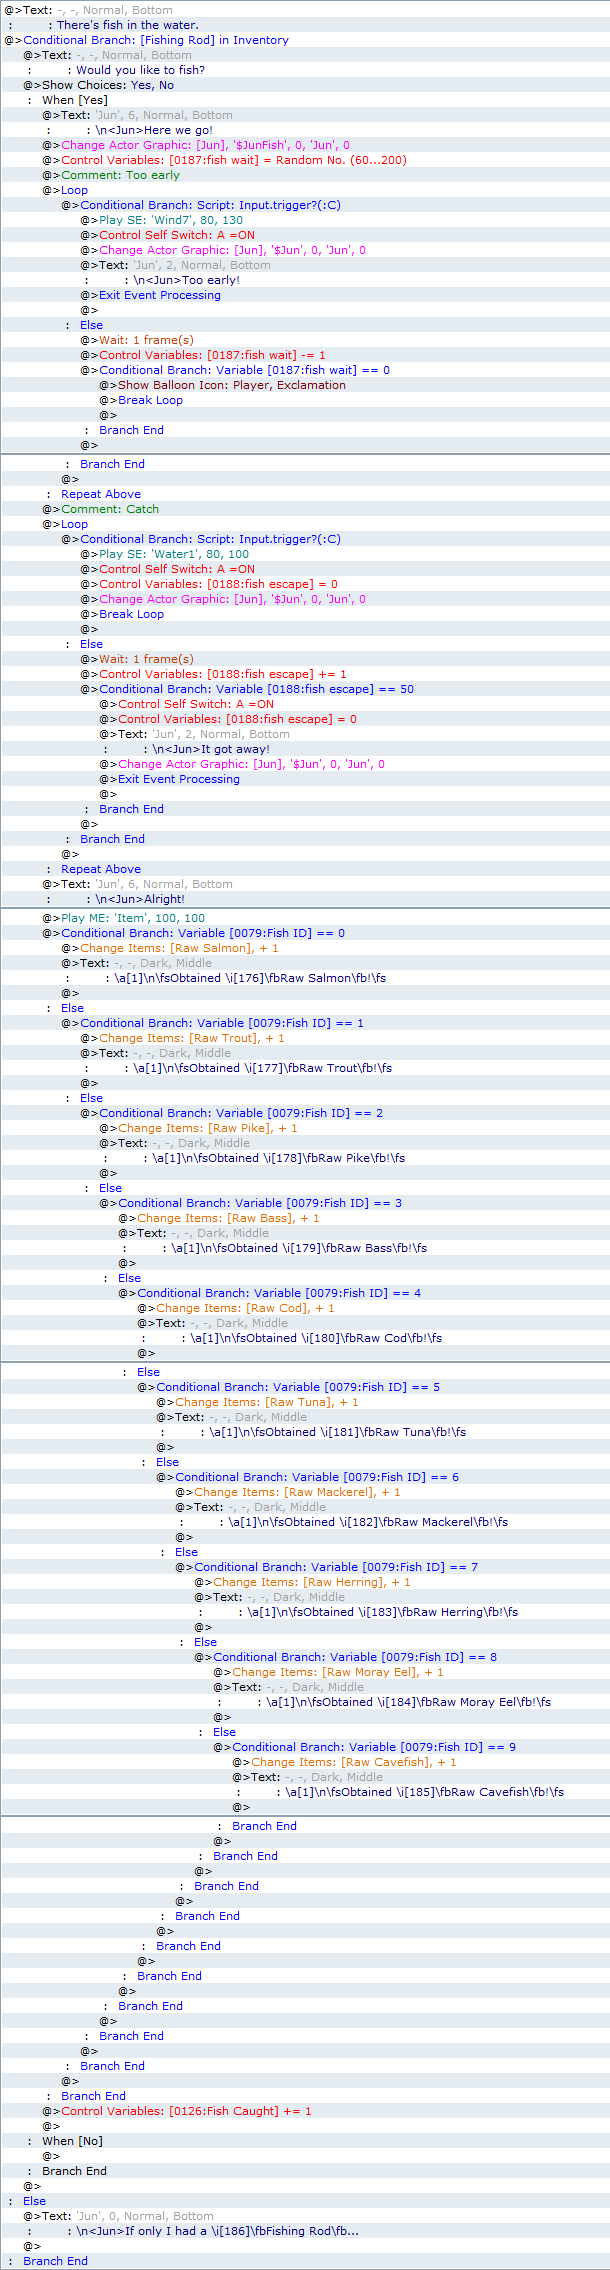 @>Text: -, -, Normal, Bottom
:       : There's fish in the water.
@>Conditional Branch: [Fishing Rod] in Inventory
@>Text: -, -, Normal, Bottom
:       : Would you like to fish?
@>Show Choices: Yes, No
: When [Yes]
@>Text: 'Jun', 6, Normal, Bottom
:       : \n<Jun>Here we go!
@>Change Actor Graphic: [Jun], '$JunFish', 0, 'Jun', 0
@>Control Variables: [0187:fish wait] = Random No. (60...200)
@>Comment: Too early
@>Loop
@>Conditional Branch: Script: Input.trigger?(:C)
@>Play SE: 'Wind7', 80, 130
@>Control Self Switch: A =ON
@>Change Actor Graphic: [Jun], '$Jun', 0, 'Jun', 0
@>Text: 'Jun', 2, Normal, Bottom
:       : \n<Jun>Too early!
@>Exit Event Processing
@>
: Else
@>Wait: 1 frame(s)
@>Control Variables: [0187:fish wait] -= 1
@>Conditional Branch: Variable [0187:fish wait] == 0
@>Show Balloon Icon: Player, Exclamation
@>Break Loop
@>
: Branch End
@>
: Branch End
@>
: Repeat Above
@>Comment: Catch
@>Loop
@>Conditional Branch: Script: Input.trigger?(:C)
@>Play SE: 'Water1', 80, 100
@>Control Self Switch: A =ON
@>Control Variables: [0188:fish escape] = 0
@>Change Actor Graphic: [Jun], '$Jun', 0, 'Jun', 0
@>Break Loop
@>
: Else
@>Wait: 1 frame(s)
@>Control Variables: [0188:fish escape] += 1
@>Conditional Branch: Variable [0188:fish escape] == 50
@>Control Self Switch: A =ON
@>Control Variables: [0188:fish escape] = 0
@>Text: 'Jun', 2, Normal, Bottom
:       : \n<Jun>It got away!
@>Change Actor Graphic: [Jun], '$Jun', 0, 'Jun', 0
@>Exit Event Processing
@>
: Branch End
@>
: Branch End
@>
: Repeat Above
@>Text: 'Jun', 6, Normal, Bottom
:       : \n<Jun>Alright!
@>Play ME: 'Item', 100, 100
@>Conditional Branch: Variable [0079:Fish ID] == 0
@>Change Items: [Raw Salmon], + 1
@>Text: -, -, Dark, Middle
:       : \a[1]\n\fsObtained \i[176]\fbRaw Salmon\fb!\fs
@>
: Else
@>Conditional Branch: Variable [0079:Fish ID] == 1
@>Change Items: [Raw Trout], + 1
@>Text: -, -, Dark, Middle
:       : \a[1]\n\fsObtained \i[177]\fbRaw Trout\fb!\fs
@>
: Else
@>Conditional Branch: Variable [0079:Fish ID] == 2
@>Change Items: [Raw Pike], + 1
@>Text: -, -, Dark, Middle
:       : \a[1]\n\fsObtained \i[178]\fbRaw Pike\fb!\fs
@>
: Else
@>Conditional Branch: Variable [0079:Fish ID] == 3
@>Change Items: [Raw Bass], + 1
@>Text: -, -, Dark, Middle
:       : \a[1]\n\fsObtained \i[179]\fbRaw Bass\fb!\fs
@>
: Else
@>Conditional Branch: Variable [0079:Fish ID] == 4
@>Change Items: [Raw Cod], + 1
@>Text: -, -, Dark, Middle
:       : \a[1]\n\fsObtained \i[180]\fbRaw Cod\fb!\fs
@>
: Else
@>Conditional Branch: Variable [0079:Fish ID] == 5
@>Change Items: [Raw Tuna], + 1
@>Text: -, -, Dark, Middle
:       : \a[1]\n\fsObtained \i[181]\fbRaw Tuna\fb!\fs
@>
: Else
@>Conditional Branch: Variable [0079:Fish ID] == 6
@>Change Items: [Raw Mackerel], + 1
@>Text: -, -, Dark, Middle
:       : \a[1]\n\fsObtained \i[182]\fbRaw Mackerel\fb!\fs
@>
: Else
@>Conditional Branch: Variable [0079:Fish ID] == 7
@>Change Items: [Raw Herring], + 1
@>Text: -, -, Dark, Middle
:       : \a[1]\n\fsObtained \i[183]\fbRaw Herring\fb!\fs
@>
: Else
@>Conditional Branch: Variable [0079:Fish ID] == 8
@>Change Items: [Raw Moray Eel], + 1
@>Text: -, -, Dark, Middle
:       : \a[1]\n\fsObtained \i[184]\fbRaw Moray Eel\fb!\fs
@>
: Else
@>Conditional Branch: Variable [0079:Fish ID] == 9
@>Change Items: [Raw Cavefish], + 1
@>Text: -, -, Dark, Middle
:       : \a[1]\n\fsObtained \i[185]\fbRaw Cavefish\fb!\fs
@>
: Branch End
@>
: Branch End
@>
: Branch End
@>
: Branch End
@>
: Branch End
@>
: Branch End
@>
: Branch End
@>
: Branch End
@>
: Branch End
@>
: Branch End
@>Control Variables: [0126:Fish Caught] += 1
@>
: When [No]
@>
: Branch End
@>
: Else
@>Text: 'Jun', 0, Normal, Bottom
:       : \n<Jun>If only I had a \i[186]\fbFishing Rod\fb...
@>
: Branch End